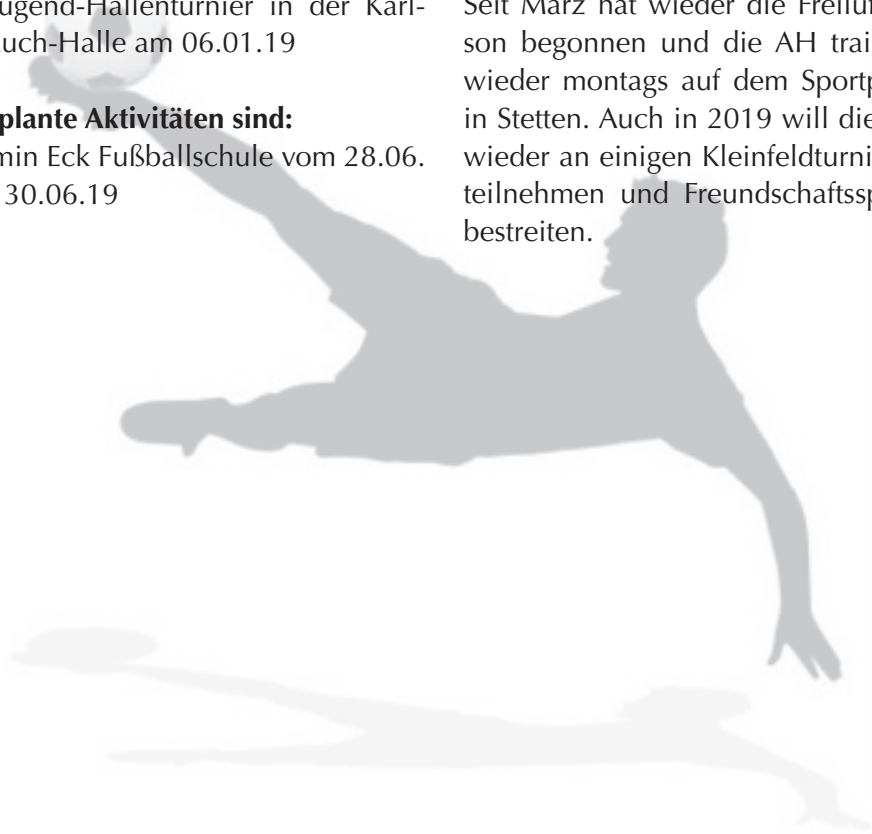 ugend-Hallenturnier in der Karl-
uch-Halle am 06.01.19
plante Aktivitäten sind:
min Eck Fußballschule vom 28.06.
30.06.19
Seit März hat wieder die Freiluf
son begonnen und die AH trai
wieder montags auf dem Sportp
in Stetten. Auch in 2019 will die
wieder an einigen Kleinfeldturni
teilnehmen und Freundschaftssp
bestreiten.